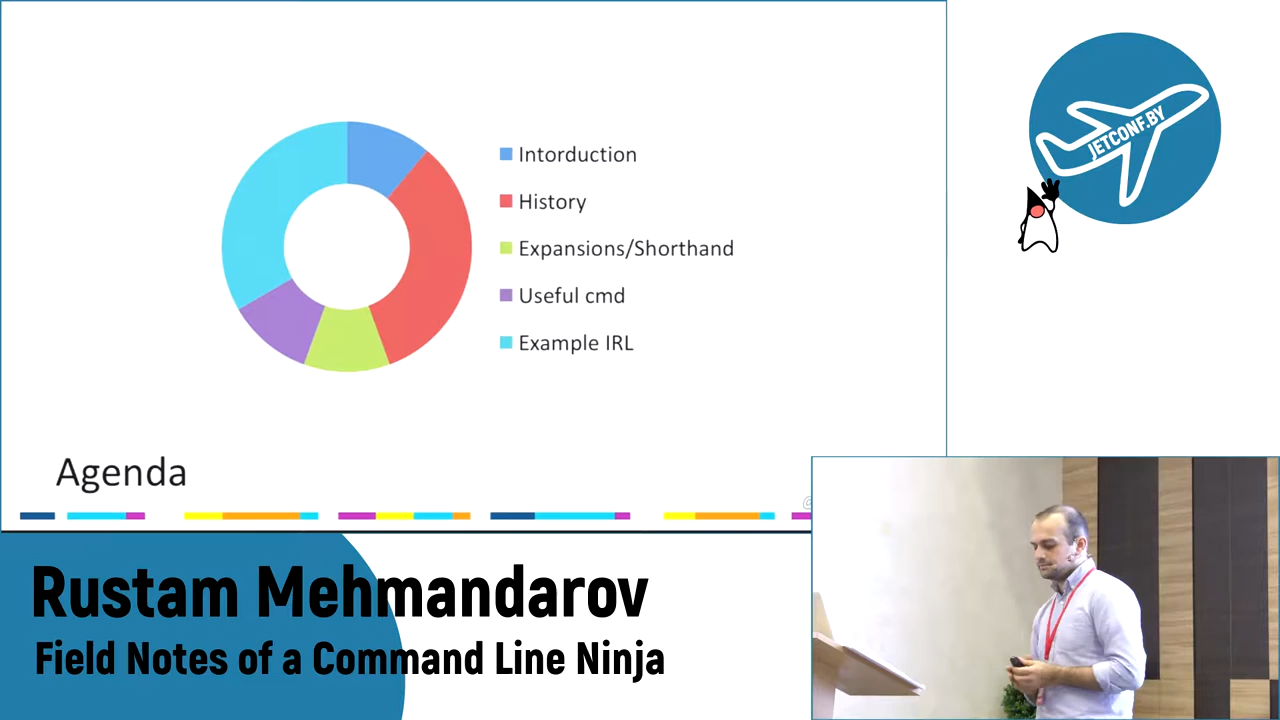 Intorduction
History
Expansions/Shorthand
Useful cmd
Example IRL
Agenda
JETCONF.BY
Rustam Mehmandarov
Field Notes of a Command Line Ninja